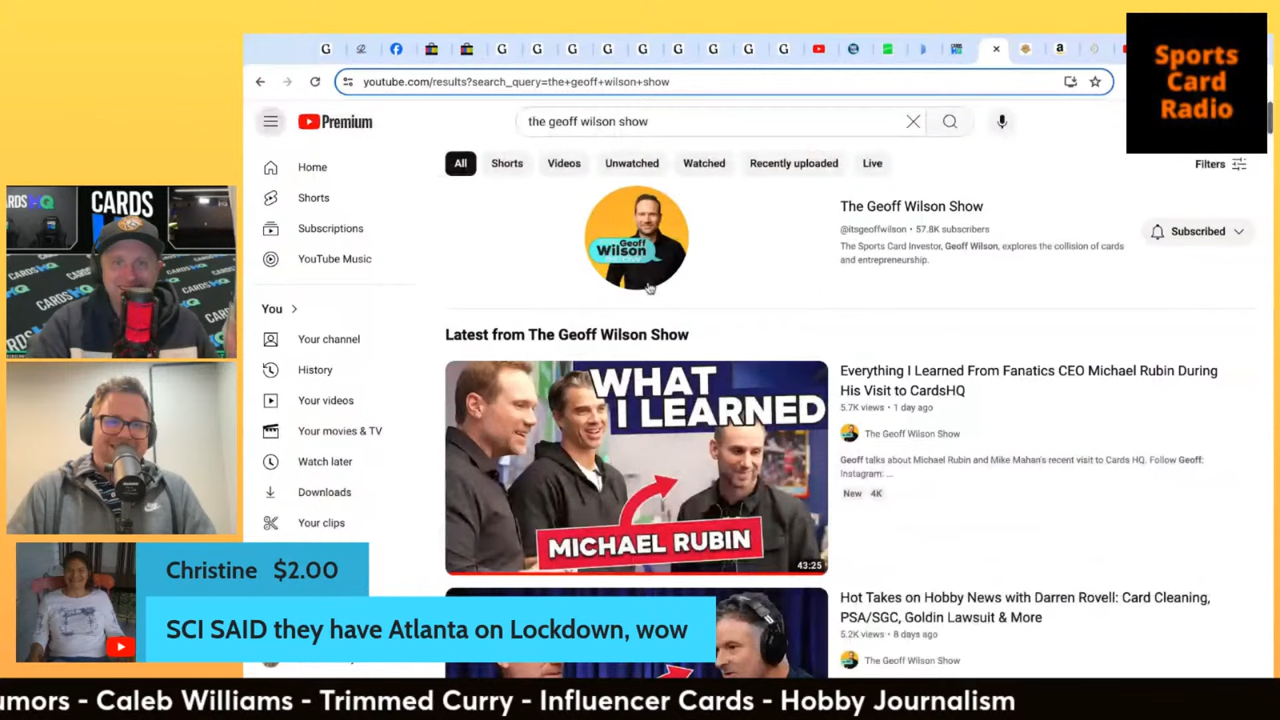 Sports
Card
Radio
youtube.com/results?search_query=the+geoff+wilson+show
Premium
the geoff wilson show
All
Shorts
Videos
Unwatched
Watched
Recently uploaded
Live
Filters
Home
Shorts
Subscriptions
YouTube Music
You
Your channel
History
Your videos
Your movies & TV
Watch later
Downloads
Your clips
Geoff
Wilson
SHOW
The Geoff Wilson Show
@itsgeoffwilson • 57.8K subscribers
The Sports Card Investor, Geoff Wilson, explores the collision of cards
and entrepreneurship.
Subscribed
Latest from The Geoff Wilson Show
WHAT
I LEARNED
MICHAEL RUBIN
43:25
Everything I Learned From Fanatics CEO Michael Rubin During
His Visit to CardsHQ
5.7K views • 1 day ago
The Geoff Wilson Show
Geoff talks about Michael Rubin and Mike Mahan's recent visit to Cards HQ. Follow Geoff:
Instagram: ...
New 4K
Hot Takes on Hobby News with Darren Rovell: Card Cleaning,
PSA/SGC, Goldin Lawsuit & More
5.2K views • 8 days ago
The Geoff Wilson Show
CARDS
Christine $2.00
SCI SAID they have Atlanta on Lockdown, wow
umors - Caleb Williams - Trimmed Curry - Influencer Cards - Hobby Journalism